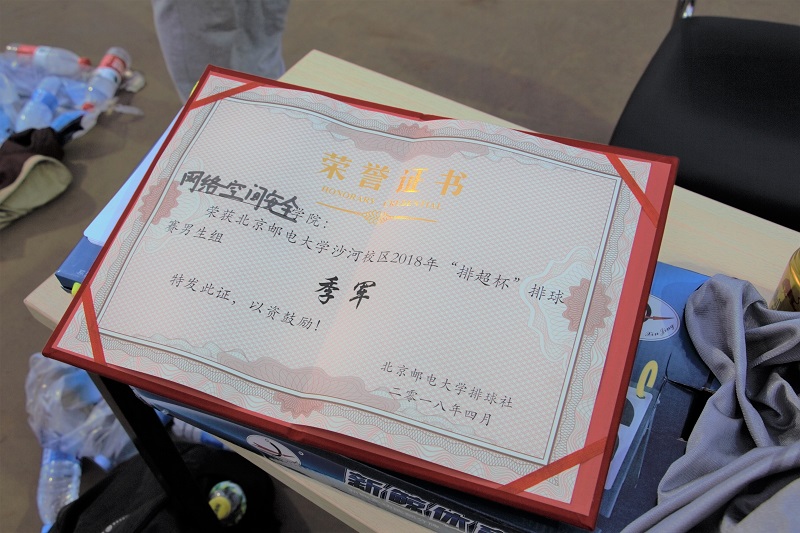 荣誉证书
HONORARY CREDENTIAL
网络空间安全学院：
荣获北京邮电大学沙河校区2018年“排超杯”排球
赛男生组
季军
特发此证，以资鼓励！
北京邮电大学排球社
二零一八年四月